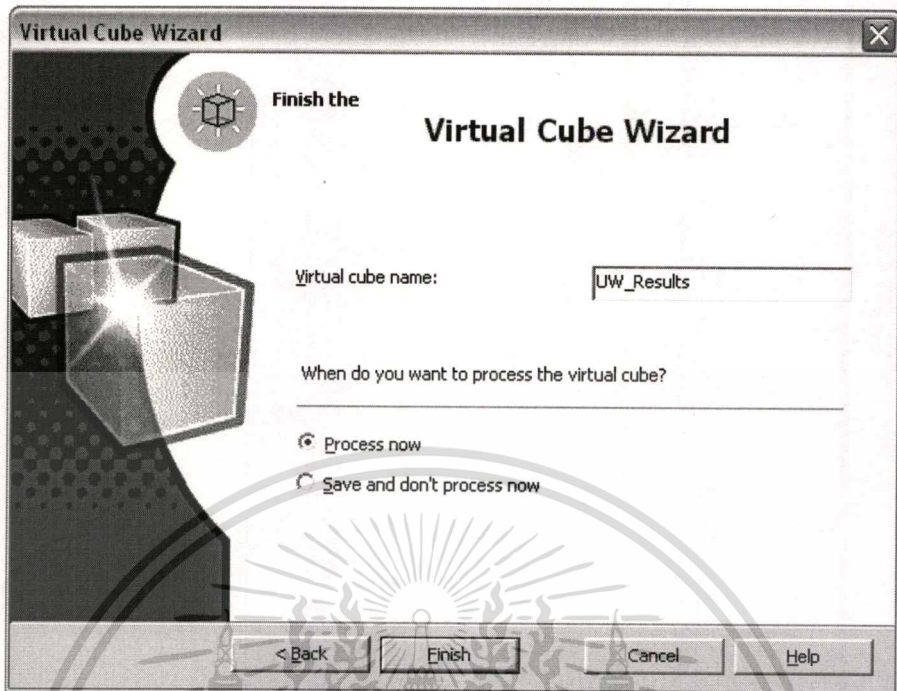 Virtual Cube Wizard
Finish the
Virtual Cube Wizard
Virtual cube name:
UW_Results
When do you want to process the virtual cube?
Process now
Save and don't process now
< Back
Finish
Cancel
Help